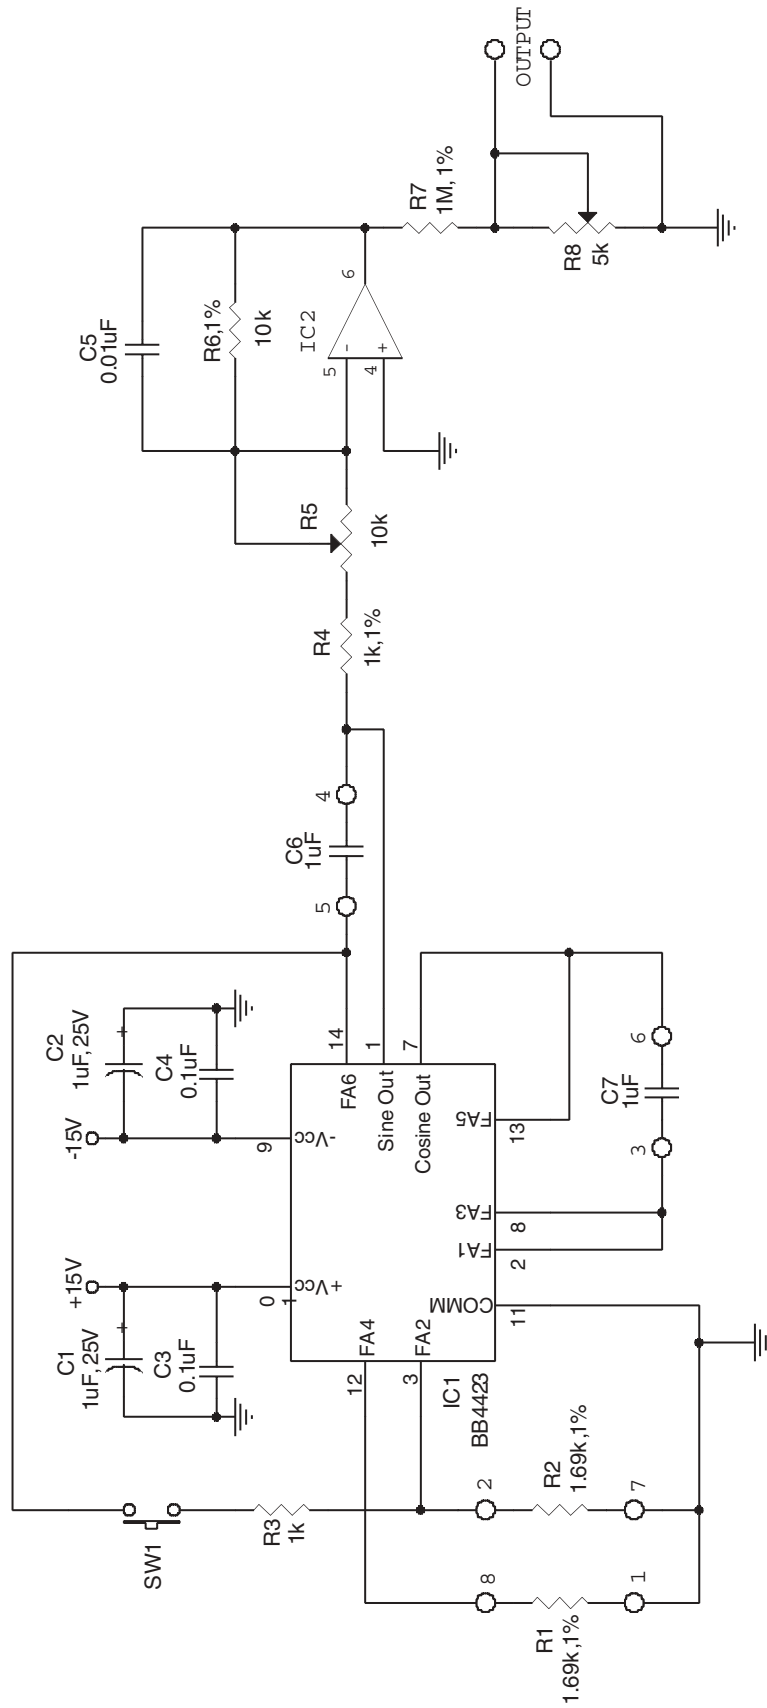 OUTPUT
R7
1M,1%
R8
5k
C5
0.01uF
R6,1%
10k
IC2
6
5
-
4
+
R5
10k
R4
1k,1%
4
C6
1uF
5
C2
1uF,25V
+
C4
0.1uF
-15V
9
-Vcc
14
FA6
1
Sine Out
7
Cosine Out
FA5
13
6
C7
1uF
3
FA3
8
FA1
2
COMM
11
+15V
0
1
+Vcc
C1
1uF,25V
+
C3
0.1uF
12
FA4
3
FA2
IC1
BB4423
SW1
R3
1k
2
R2
1.69k,1%
7
8
R1
1.69k,1%
1